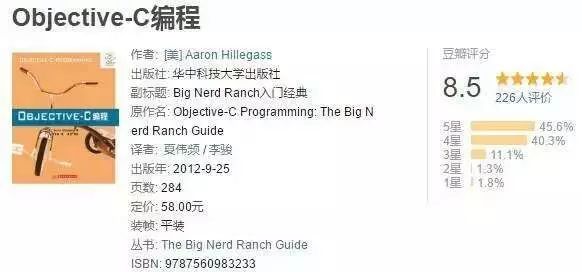 Objective-C编程
OBJECTIVE-C编程
作者: [美] Aaron Hillegass
出版社: 华中科技大学出版社
副标题: Big Nerd Ranch入门经典
原作名: Objective-C Programming: The Big N
erd Ranch Guide
译者: 夏伟频 / 李骏
出版年: 2012-9-25
页数: 284
定价: 58.00元
装帧: 平装
丛书: The Big Nerd Ranch Guide
ISBN: 9787560983233
豆瓣评分
8.5
226人评价
5星 45.6%
4星 40.3%
3星 11.1%
2星 1.3%
1星 1.8%